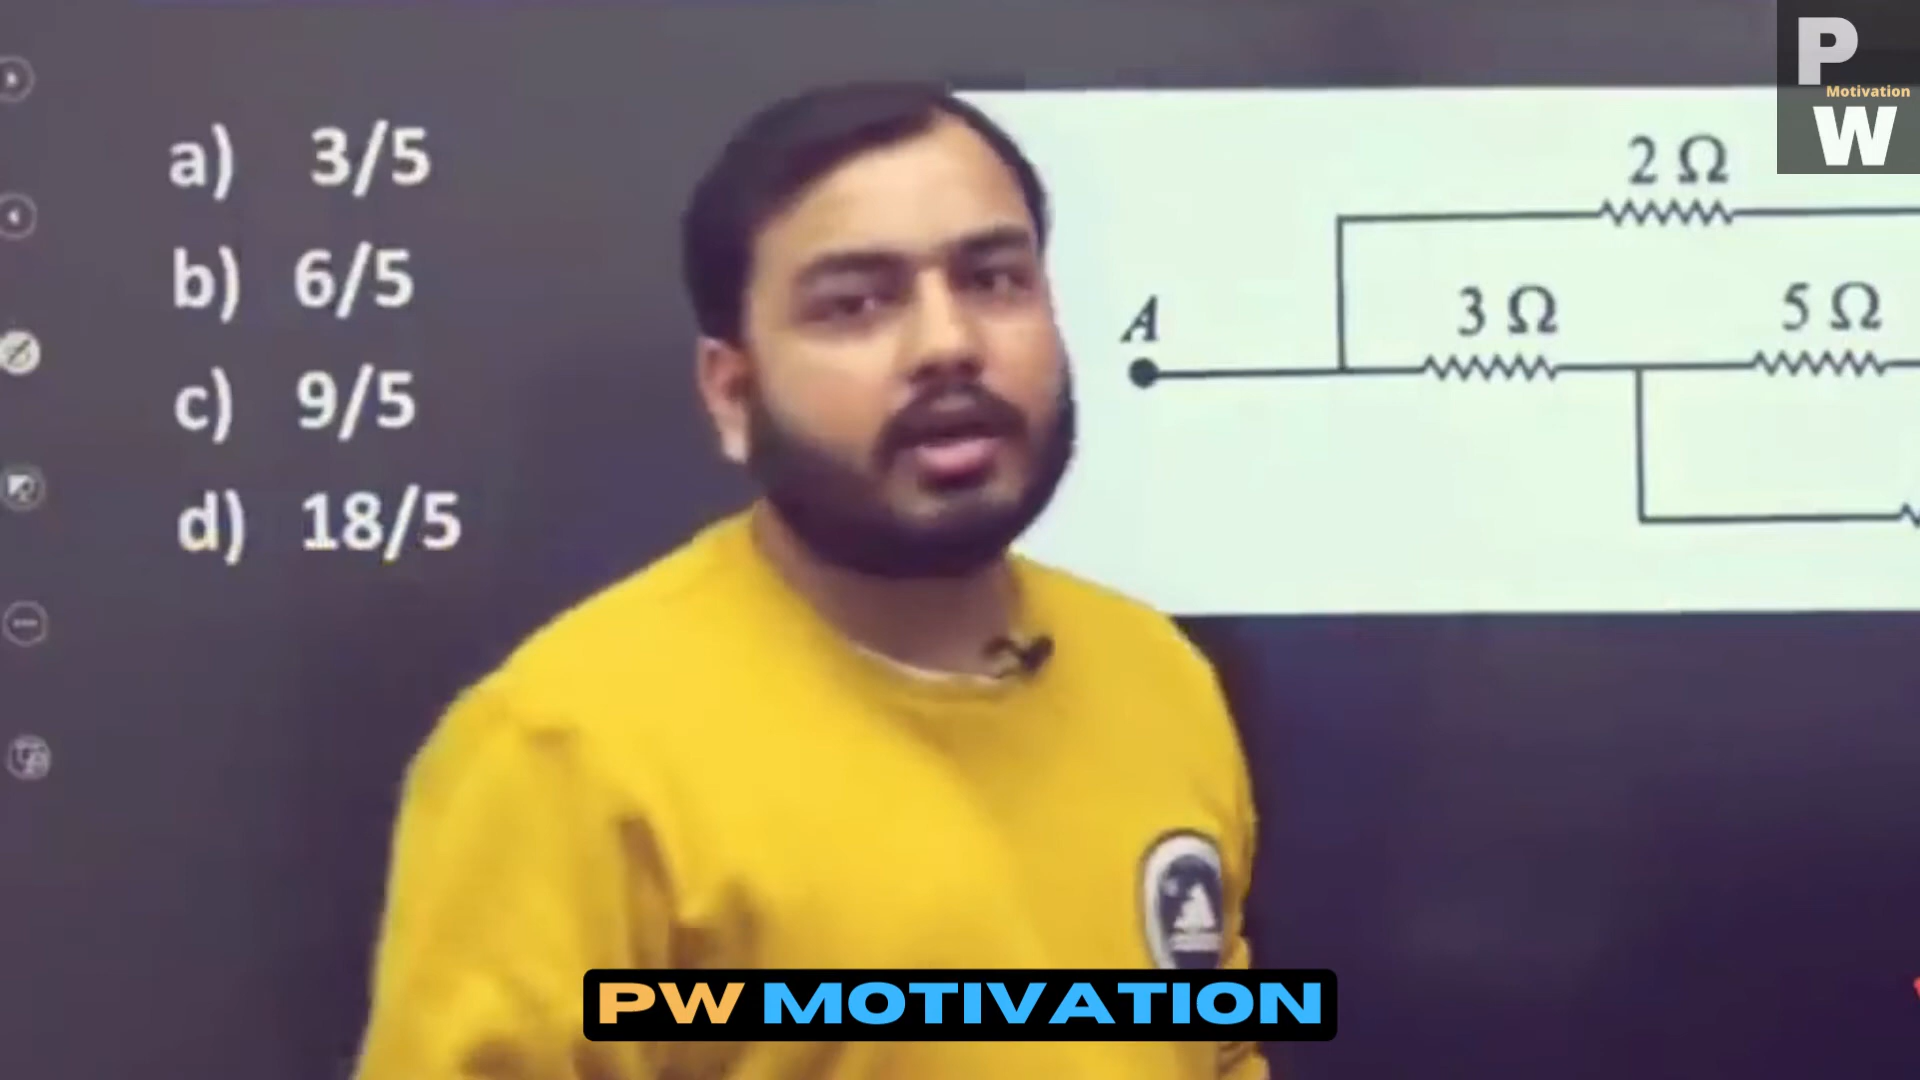 a) 3/5
b) 6/5
c) 9/5
d) 18/5
2 Ω
3 Ω
5 Ω
A
P
Motivation
W
PW MOTIVATION